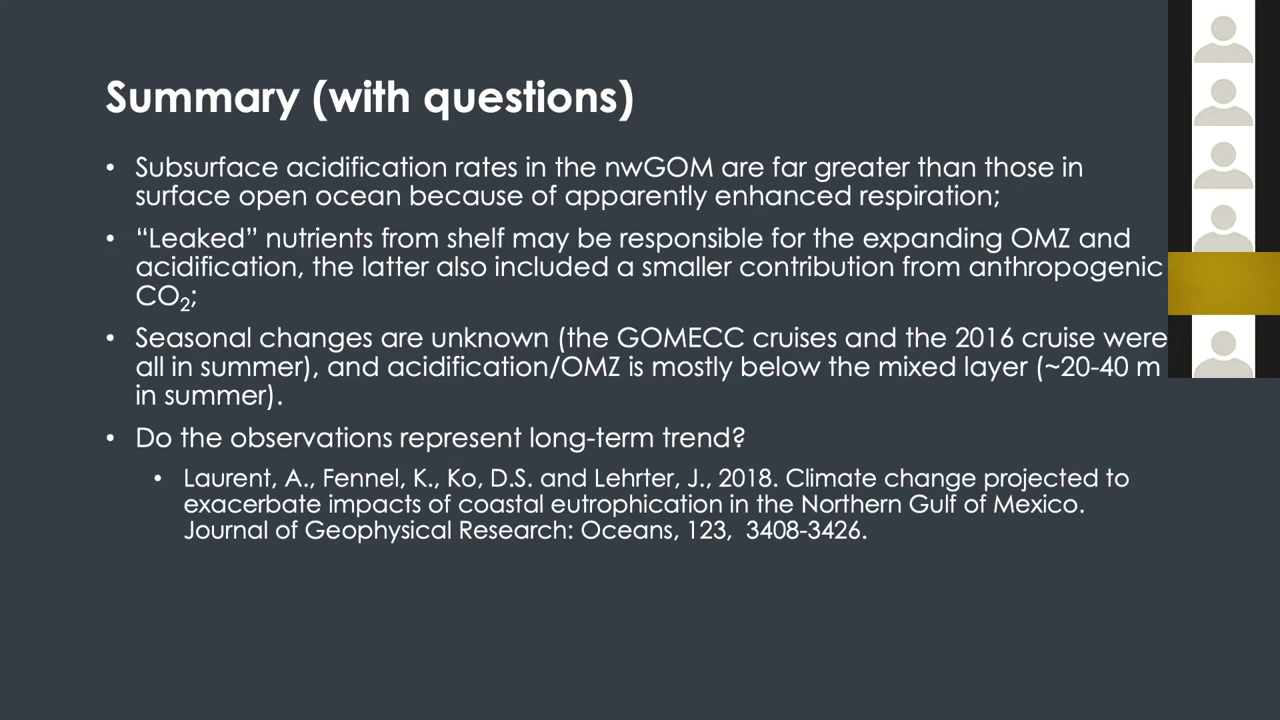 Summary (with questions)
• Subsurface acidification rates in the nwGOM are far greater than those in
surface open ocean because of apparently enhanced respiration;
• “Leaked” nutrients from shelf may be responsible for the expanding OMZ and
acidification, the latter also included a smaller contribution from anthropogenic
CO₂;
• Seasonal changes are unknown (the GOMECC cruises and the 2016 cruise were
all in summer), and acidification/OMZ is mostly below the mixed layer (~20-40 m
in summer).
• Do the observations represent long-term trend?
• Laurent, A., Fennel, K., Ko, D.S. and Lehrter, J., 2018. Climate change projected to
exacerbate impacts of coastal eutrophication in the Northern Gulf of Mexico.
Journal of Geophysical Research: Oceans, 123, 3408-3426.